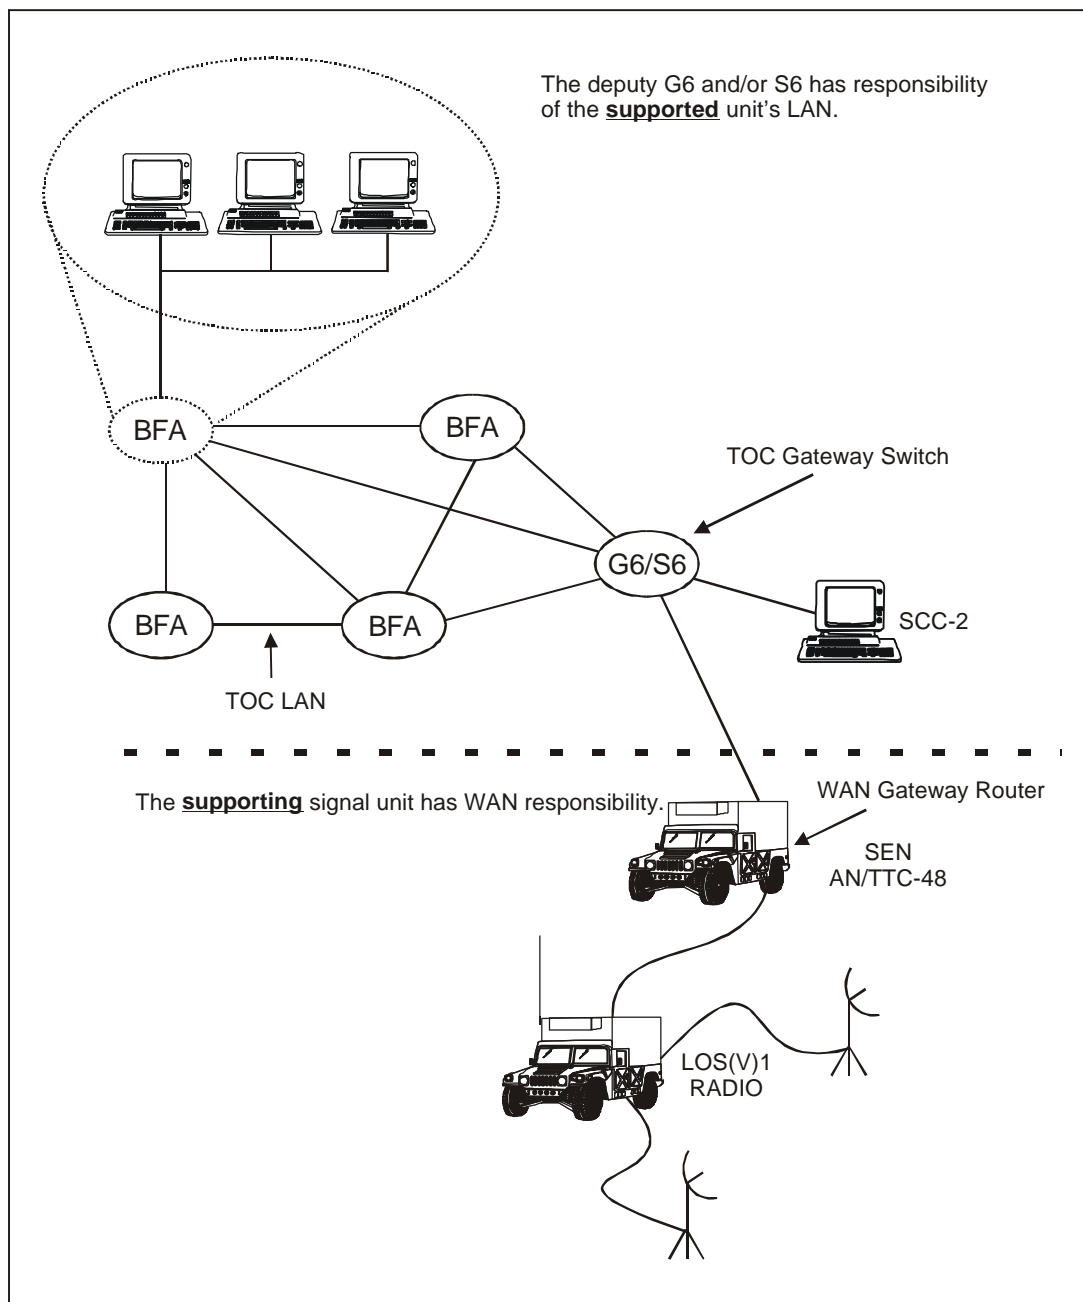 The deputy G6 and/or S6 has responsibility
of the supported unit's LAN.
BFA
BFA
TOC Gateway Switch
G6/S6
BFA
BFA
SCC-2
TOC LAN
The supporting signal unit has WAN responsibility.
WAN Gateway Router
SEN
AN/TTC-48
LOS(V)1
RADIO